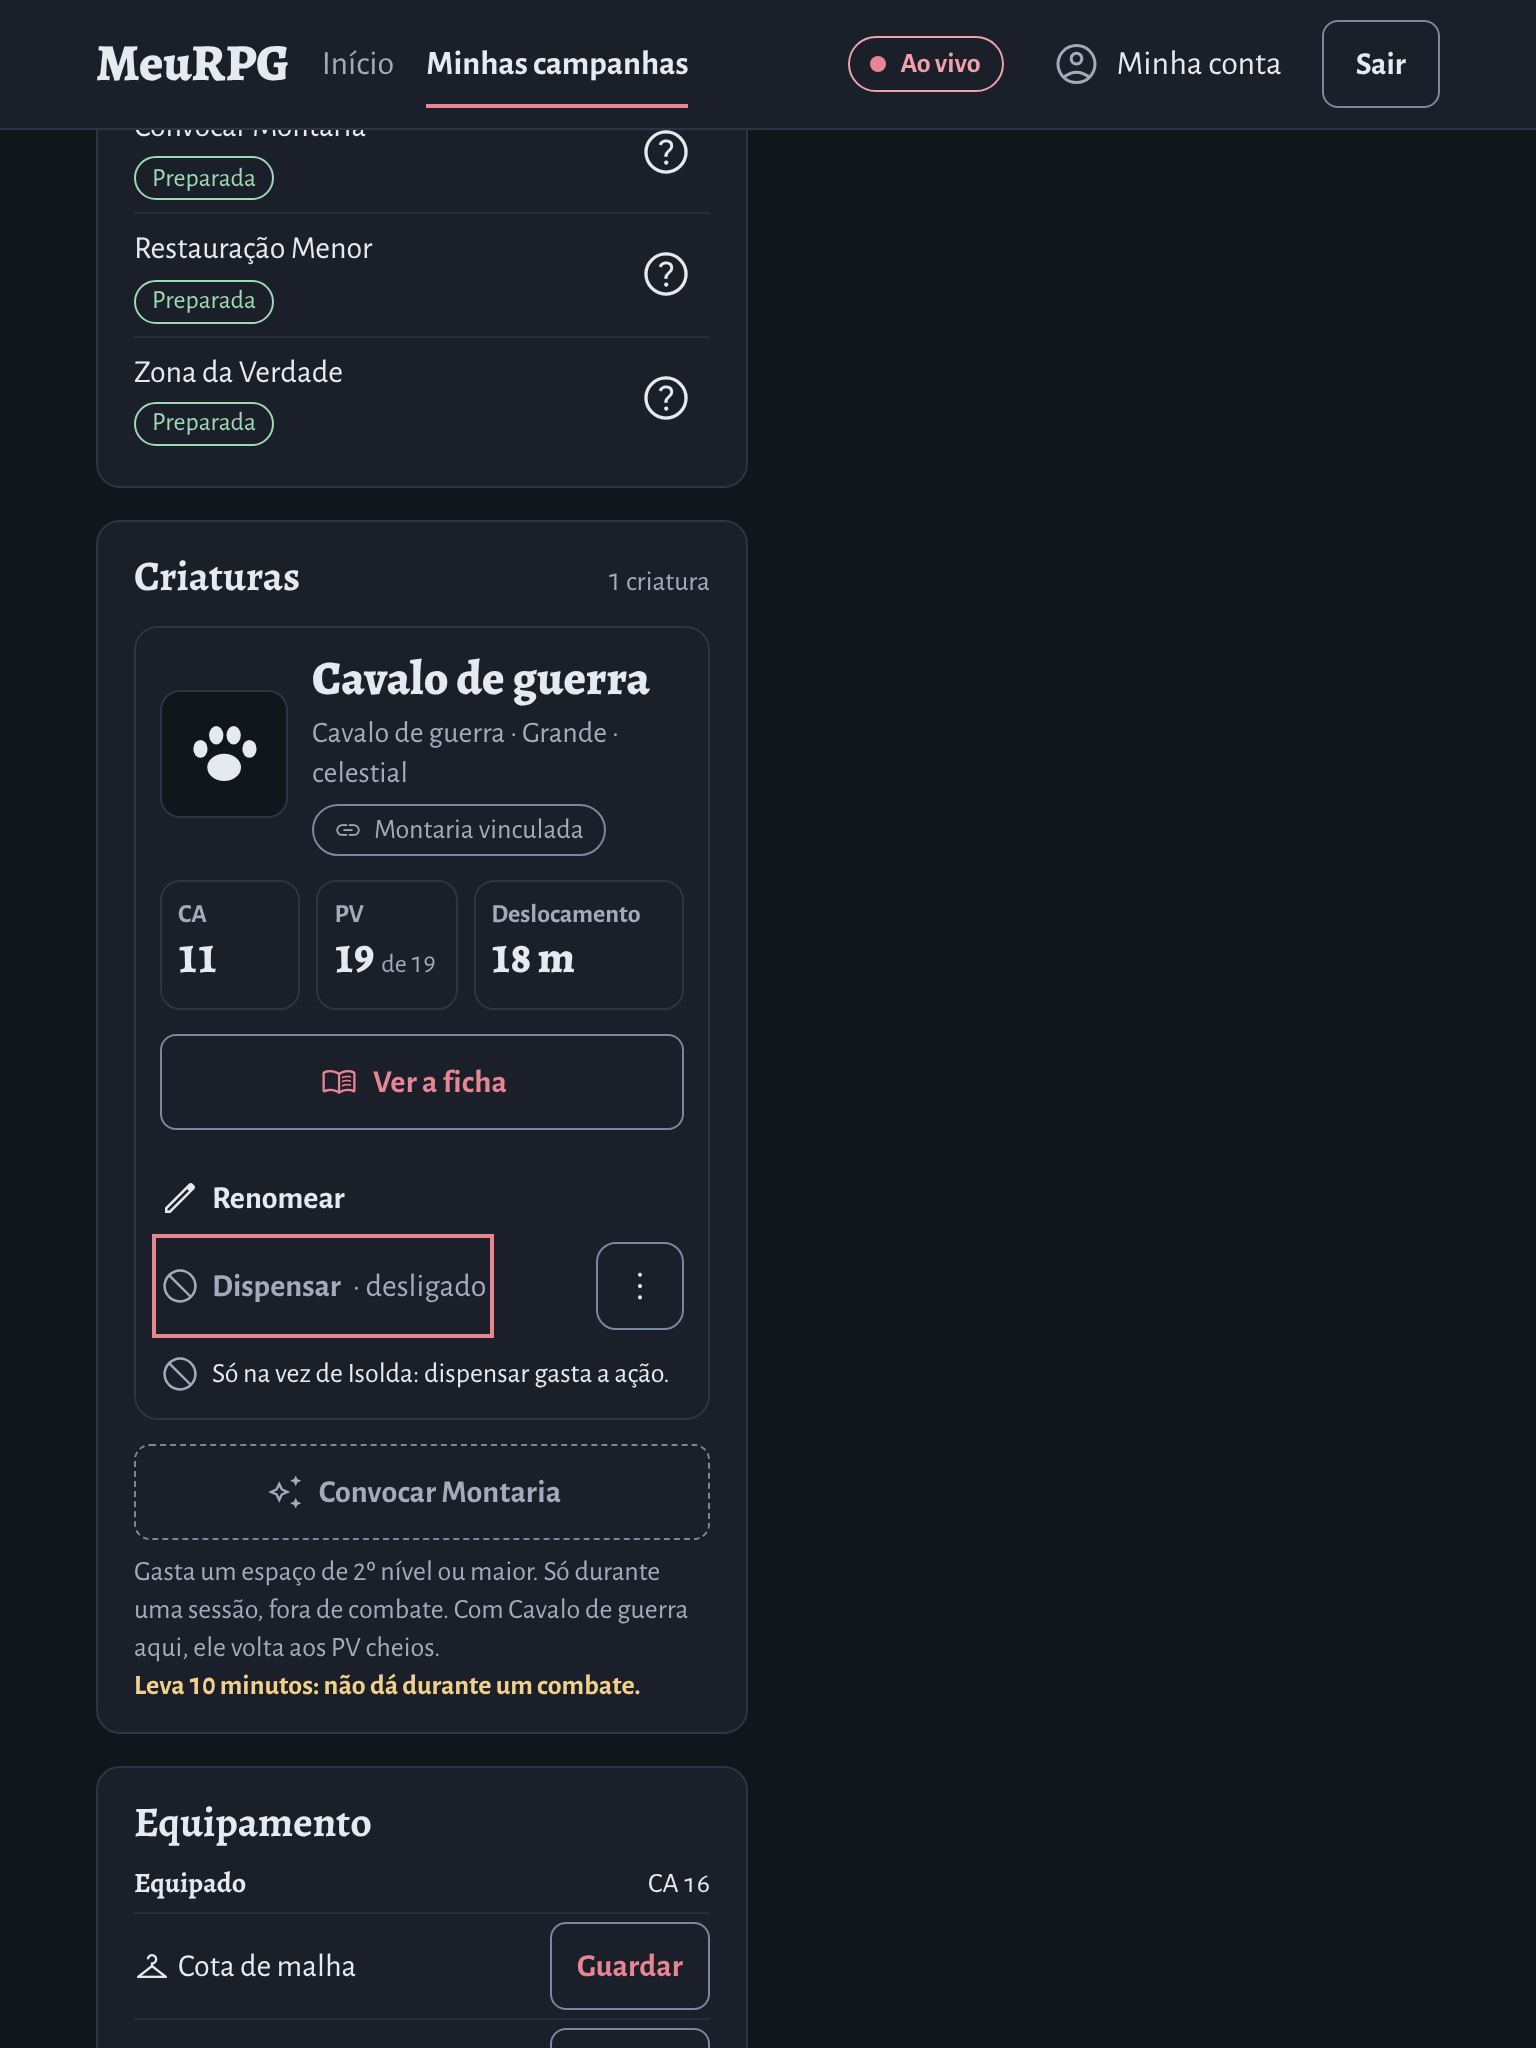 MeuRPG Início Minhas campanhas Ao vivo Minha conta Sair
Convocar Montaria
Preparada
Restauração Menor
Preparada
Zona da Verdade
Preparada
Criaturas 1 criatura
Cavalo de guerra
Cavalo de guerra · Grande ·
celestial
Montaria vinculada
CA PV Deslocamento
11 19 de 19 18 m
Ver a ficha
Renomear
Dispensar · desligado
Só na vez de Isolda: dispensar gasta a ação.
Convocar Montaria
Gasta um espaço de 2º nível ou maior. Só durante
uma sessão, fora de combate. Com Cavalo de guerra
aqui, ele volta aos PV cheios.
Leva 10 minutos: não dá durante um combate.
Equipamento
Equipado CA 16
Cota de malha Guardar